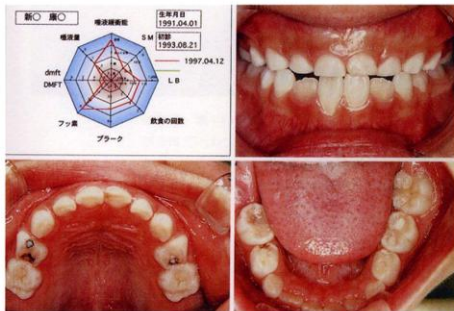 新○ 康○
生年月日
1991.04.01
初診
1993.08.21
1997.04.12
唾液緩衝能
唾液量
SM
dmft
DMFT
L B
フッ素
飲食の回数
プラーク